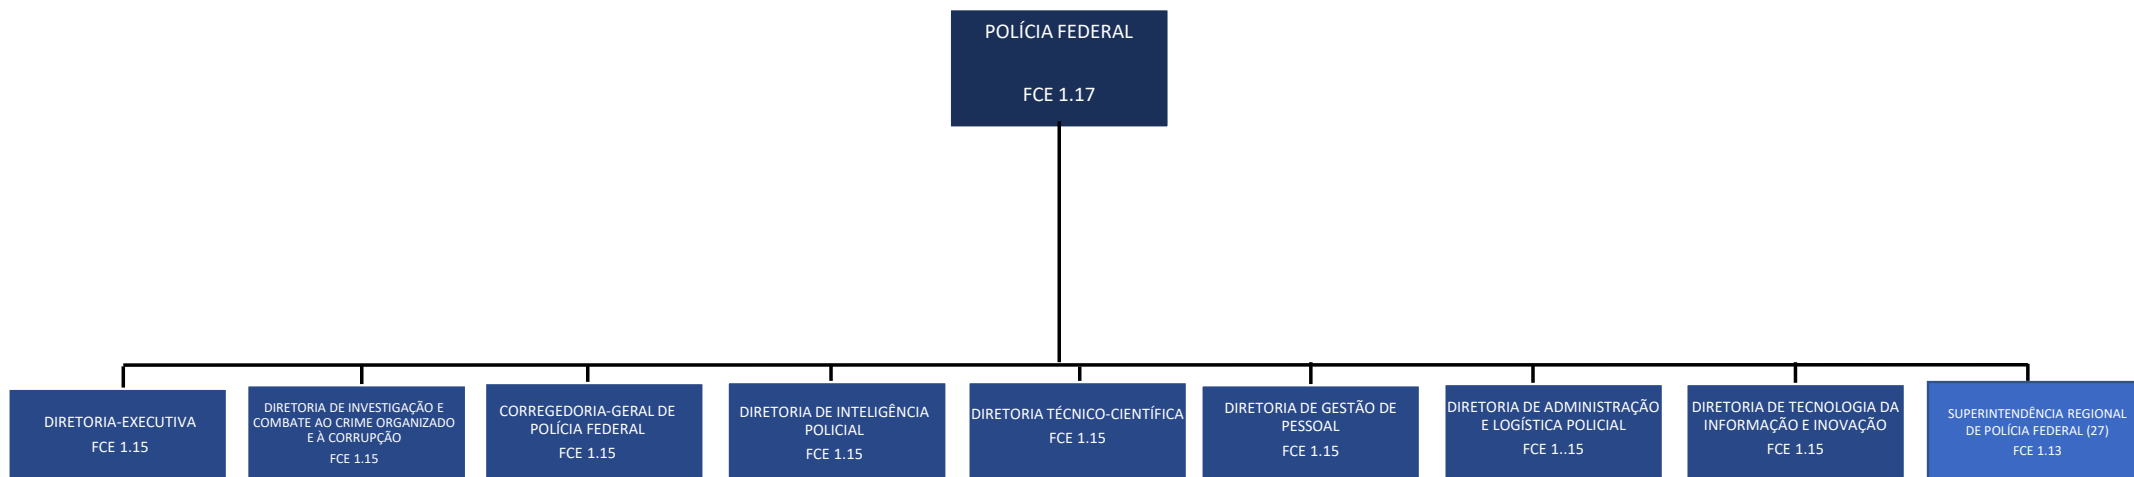 POLÍCIA FEDERAL
FCE 1.17
DIRETORIA-EXECUTIVA
FCE 1.15
DIRETORIA DE INVESTIGAÇÃO E
COMBATE AO CRIME ORGANIZADO
E À CORRUPÇÃO
FCE 1.15
CORREGEDORIA-GERAL DE
POLÍCIA FEDERAL
FCE 1.15
DIRETORIA DE INTELIGÊNCIA
POLICIAL
FCE 1.15
DIRETORIA TÉCNICO-CIENTÍFICA
FCE 1.15
DIRETORIA DE GESTÃO DE
PESSOAL
FCE 1.15
DIRETORIA DE ADMINISTRAÇÃO
E LOGÍSTICA POLICIAL
FCE 1..15
DIRETORIA DE TECNOLOGIA DA
INFORMAÇÃO E INOVAÇÃO
FCE 1.15
SUPERINTENDÊNCIA REGIONAL
DE POLÍCIA FEDERAL (27)
FCE 1.13